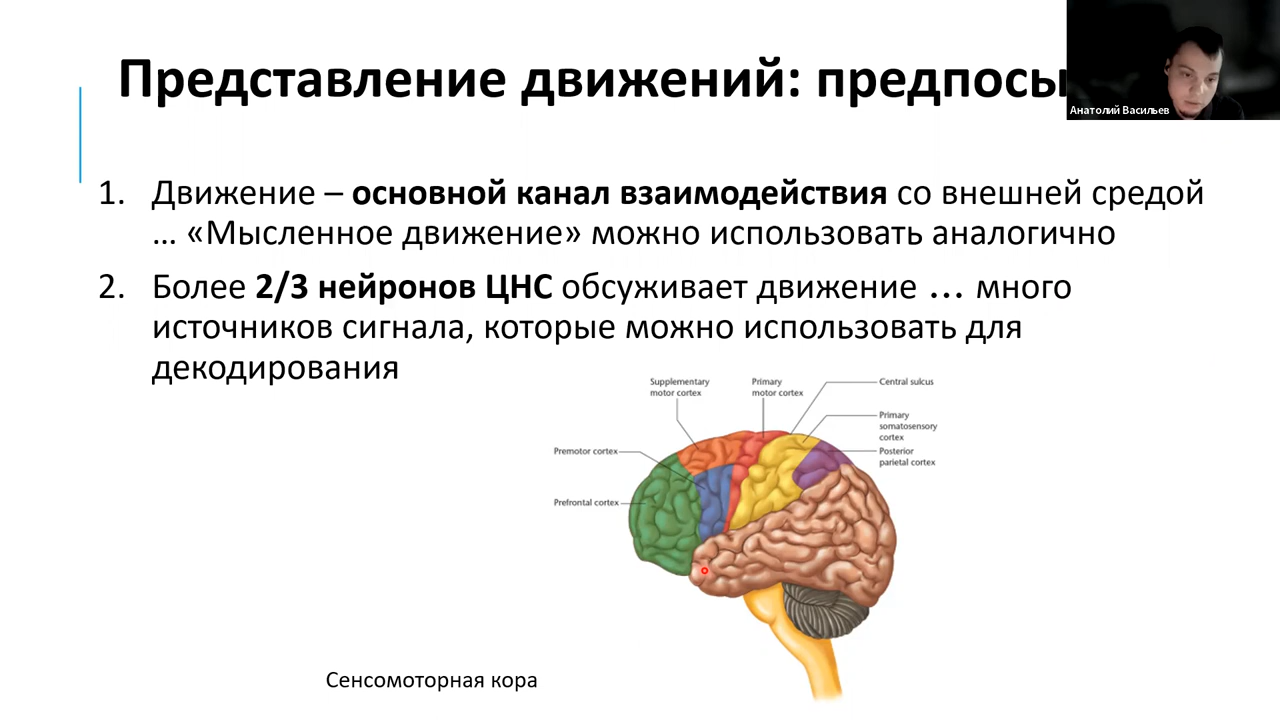 Представление движений: предпосы
Анатолий Васильев
1. Движение – основной канал взаимодействия со внешней средой
… «Мысленное движение» можно использовать аналогично
2. Более 2/3 нейронов ЦНС обсуживает движение … много
источников сигнала, которые можно использовать для
декодирования
Supplementary
motor cortex
Primary
motor cortex
Central sulcus
Primary
somatosensory
cortex
Posterior
parietal cortex
Premotor cortex
Prefrontal cortex
Сенсомоторная кора